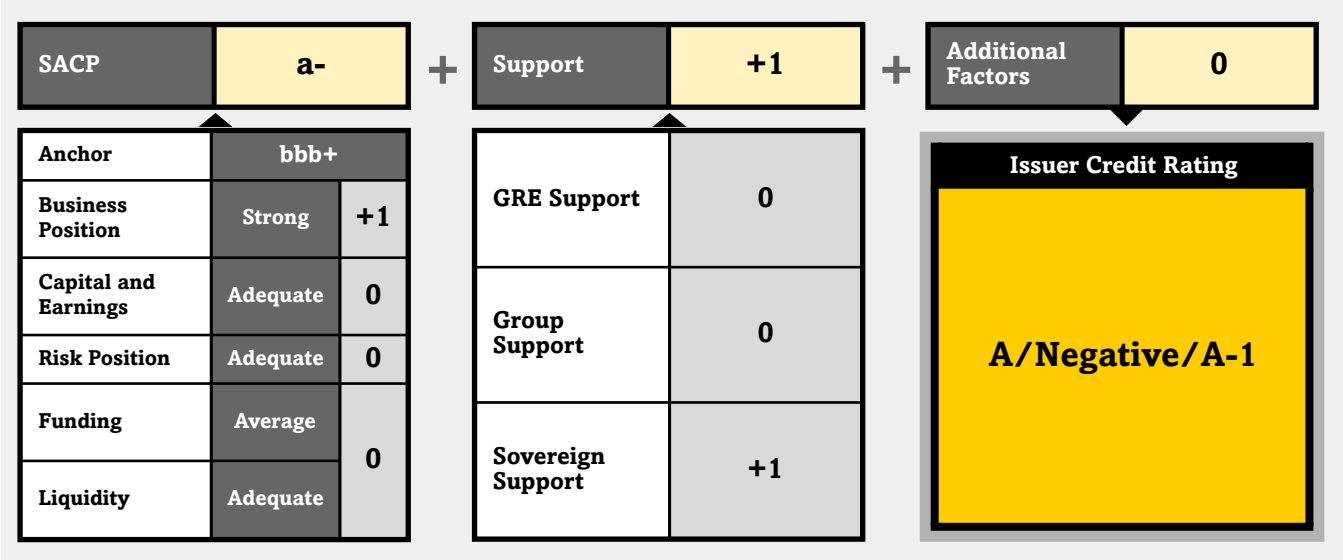 SACP
a-
+
Support
+1
+
Additional
Factors
0
Anchor
bbb+
Business
Position
Strong
+1
Capital and
Earnings
Adequate
0
Risk Position
Adequate
0
Funding
Average
0
Liquidity
Adequate
GRE Support
0
Group
Support
0
Sovereign
Support
+1
Issuer Credit Rating
A/Negative/A-1